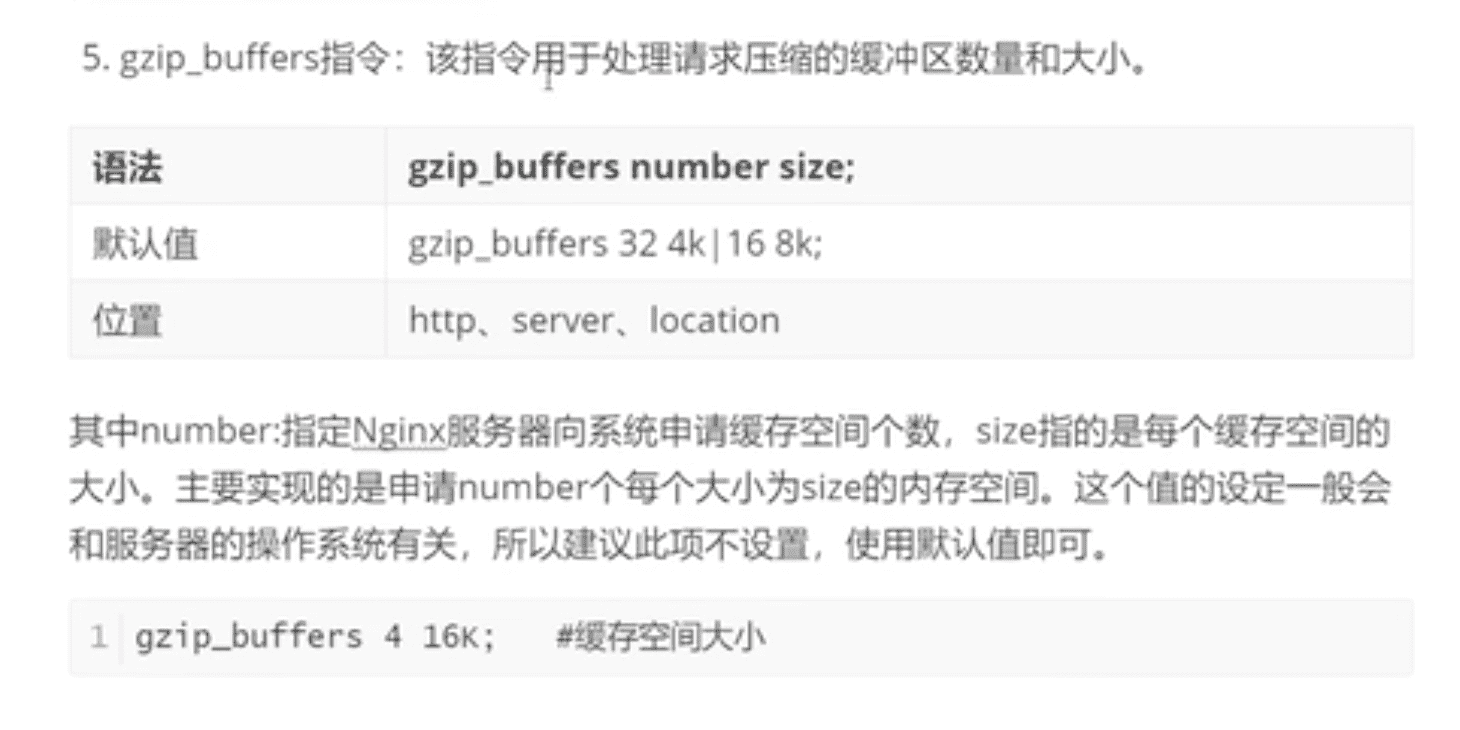 5. gzip_buffers指令：该指令用于处理请求压缩的缓冲区数量和大小。
语法 gzip_buffers number size;
默认值 gzip_buffers 32 4k|16 8k;
位置 http、server、location
其中number:指定Nginx服务器向系统申请缓存空间个数，size指的是每个缓存空间的
大小。主要实现的是申请number个每个大小为size的内存空间。这个值的设定一般会
和服务器的操作系统有关，所以建议此项不设置，使用默认值即可。
1 gzip_buffers 4 16K; #缓存空间大小